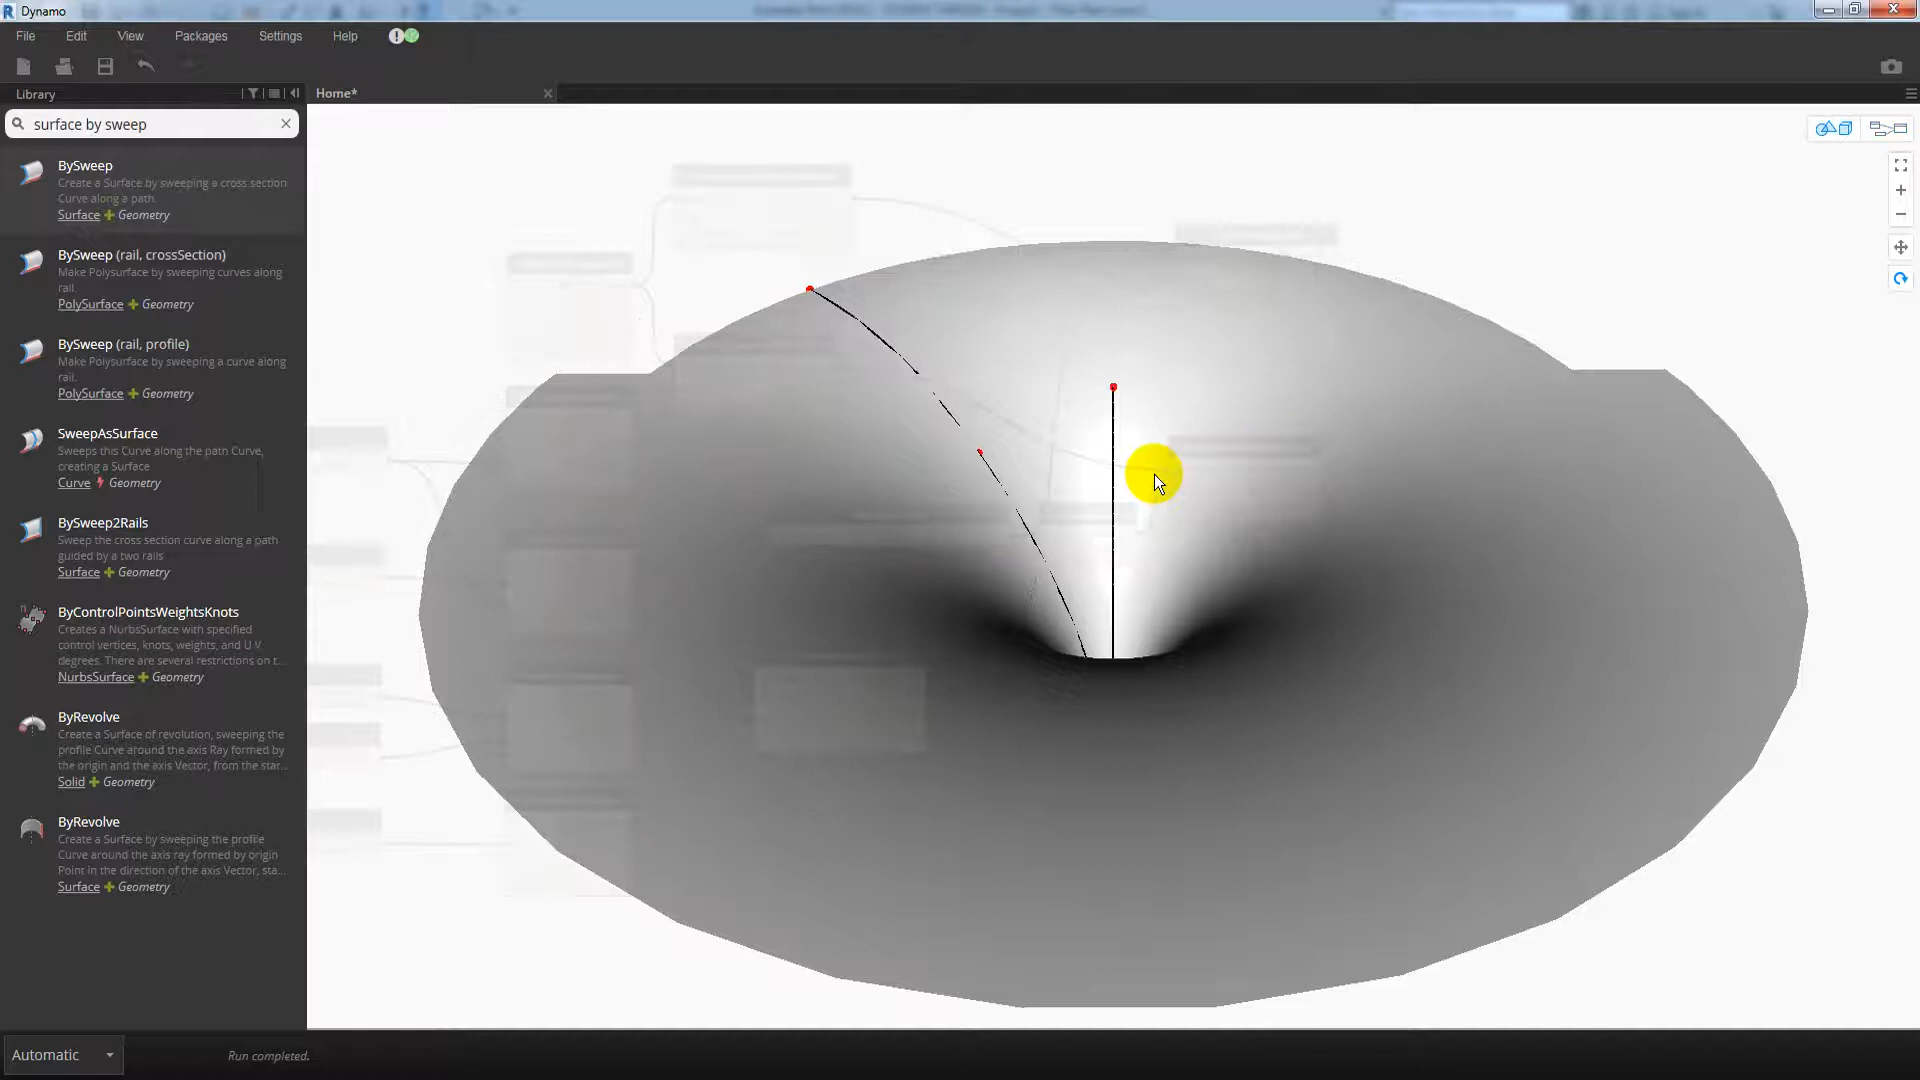 Dynamo
File Edit View Packages Settings Help
Library
Home*
surface by sweep
BySweep
Create a Surface by sweeping a cross section
Curve along a path.
Surface + Geometry
BySweep (rail, crossSection)
Make Polysurface by sweeping curves along
rail.
PolySurface + Geometry
BySweep (rail, profile)
Make Polysurface by sweeping a curve along
rail.
PolySurface + Geometry
SweepAsSurface
Sweeps this Curve along the path Curve,
creating a Surface
Curve Geometry
BySweep2Rails
Sweep the cross section curve along a path
guided by a two rails
Surface + Geometry
ByControlPointsWeightsKnots
Creates a NurbsSurface with specified
control vertices, knots, weights, and U V
degrees. There are several restrictions on t...
NurbsSurface + Geometry
ByRevolve
Create a Surface of revolution, sweeping the
profile Curve around the axis Ray formed by
the origin and the axis Vector, from the star...
Solid + Geometry
ByRevolve
Create a Surface by sweeping the profile
Curve around the axis ray formed by origin
Point in the direction of the axis Vector, sta...
Surface + Geometry
Automatic
Run completed.